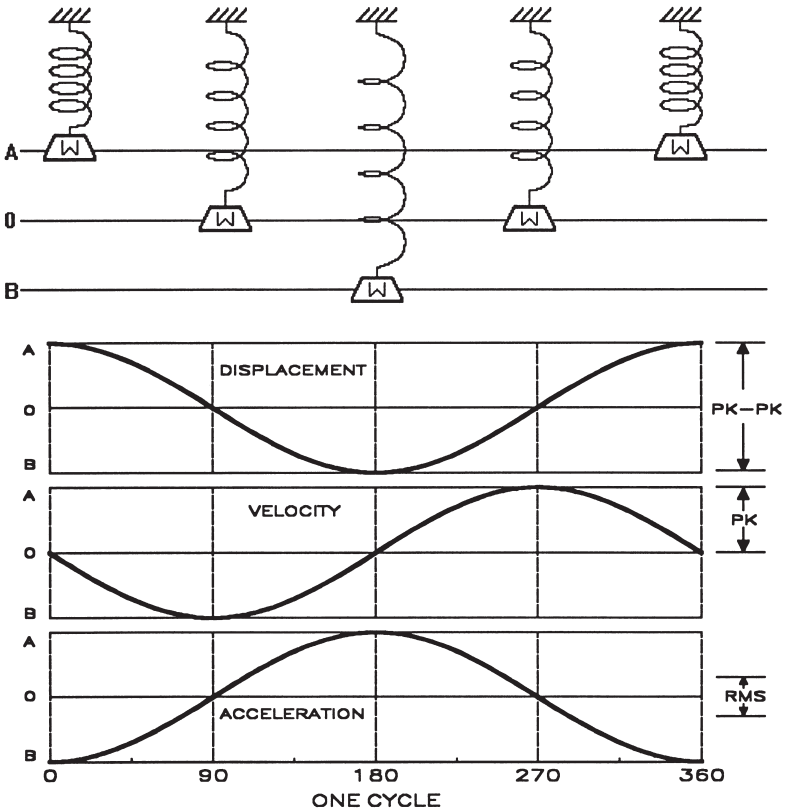 A
W
W
0
W
W
B
W
A
DISPLACEMENT
0
PK-PK
B
A
VELOCITY
PK
0
B
A
0
RMS
ACCELERATION
B
0 90 180 270 360
ONE CYCLE